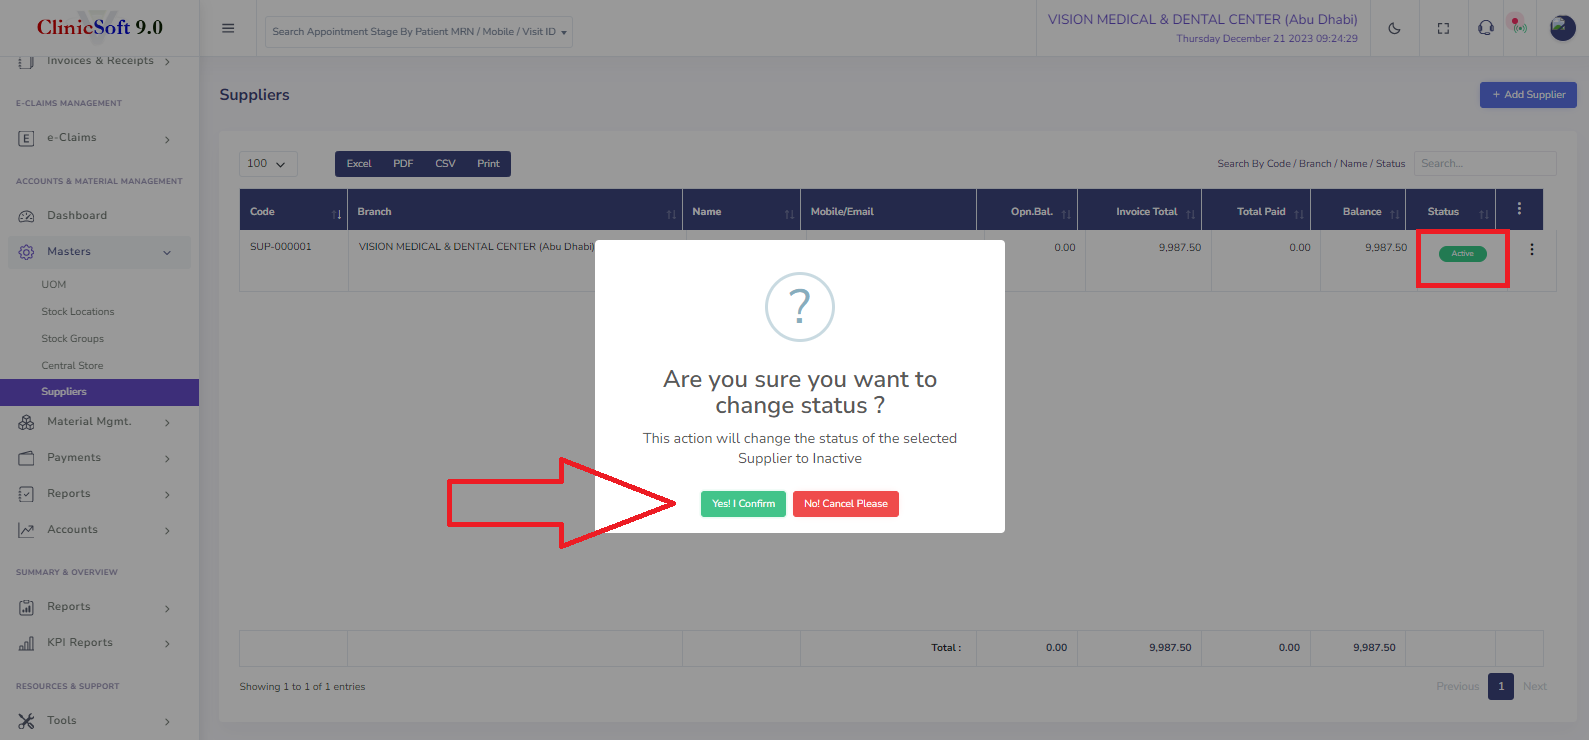 ClinicSoft 9.0
Search Appointment Stage By Patient MRN / Mobile / Visit ID
VISION MEDICAL & DENTAL CENTER (Abu Dhabi)
Thursday December 21 2023 09:24:29
Invoices & Receipts
E-CLAIMS MANAGEMENT
E e-Claims
ACCOUNTS & MATERIAL MANAGEMENT
Dashboard
Masters
UOM
Stock Locations
Stock Groups
Central Store
Suppliers
Material Mgmt.
Payments
Reports
Accounts
SUMMARY & OVERVIEW
Reports
KPI Reports
RESOURCES & SUPPORT
Tools
Suppliers
+ Add Supplier
100
Excel PDF CSV Print
Search By Code / Branch / Name / Status Search...
Code Branch Name Mobile/Email Opn.Bal. Invoice Total Total Paid Balance Status
SUP-000001 VISION MEDICAL & DENTAL CENTER (Abu Dhabi) 0.00 9,987.50 0.00 9,987.50 Active
?
Are you sure you want to
change status ?
This action will change the status of the selected
Supplier to Inactive
Yes! I Confirm No! Cancel Please
Total : 0.00 9,987.50 0.00 9,987.50
Showing 1 to 1 of 1 entries
Previous 1 Next